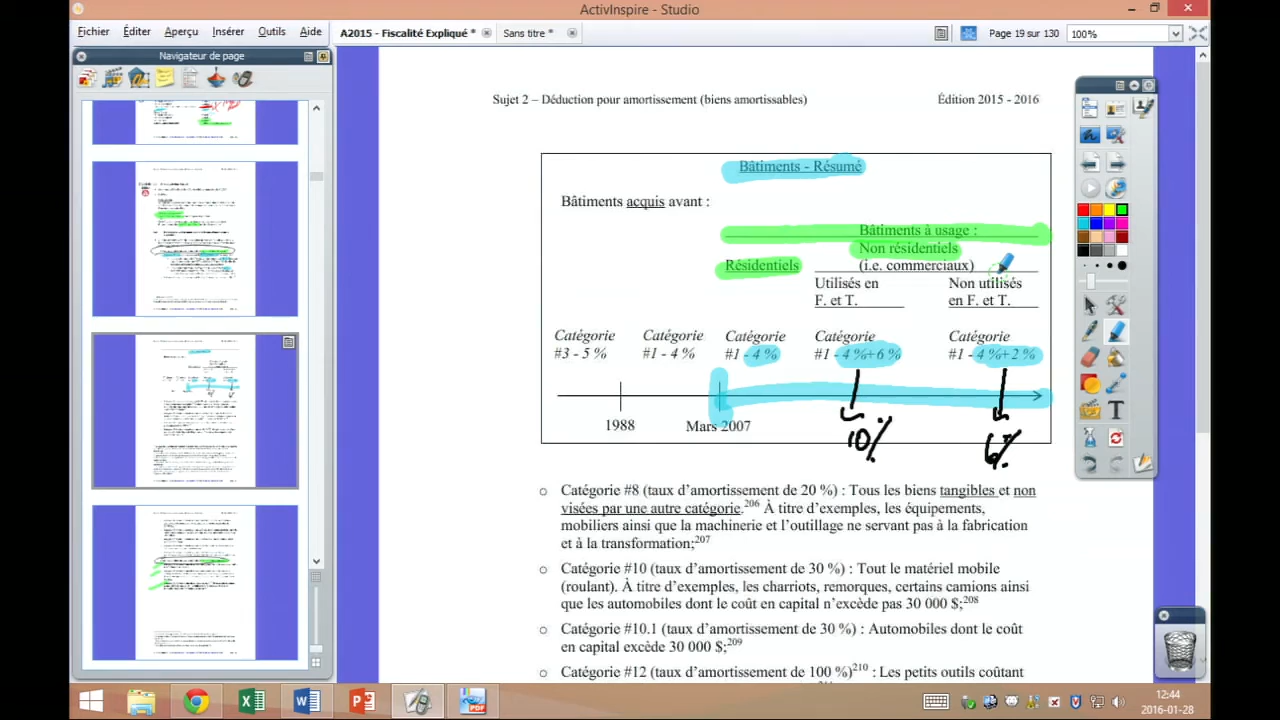 ActivInspire - Studio
Fichier Éditer Aperçu Insérer Outils Aide
A2015 - Fiscalité Expliqué * Sans titre *
Page 19 sur 130 100%
Navigateur de page
Sujet 2 – Déduction pour amortissement (biens amortissables) Édition 2015 - 20
Bâtiments - Résumé
Bâtiments acquis avant :
Bâtiments à usage :
Non résidentiels
Résidentiels (i.e. commerciaux)
Utilisés en Non utilisés
F. et T. en F. et T.
Catégorie Catégorie Catégorie Catégorie Catégorie
#3 - 5 % #1 - 4 % #1 - 4 % #1 - 4 %+6 % #1 - 4 %+2 %
1988 Mars 2007
10% 6%
o Catégorie #8 (taux d’amortissement de 20 %) : Tous les biens tangibles et non
visées par une autre catégorie.206 À titre d’exemples, les équipements,
mobiliers ainsi que la machinerie et l’outillage servant à la fabrication
et à la transformation;207
o Catégorie #10 (taux d’amortissement de 30 %) : Tout le matériel mobile
(roulant). À titre d’exemples, les charriots, remorques, certains camions ainsi
que les automobiles dont le coût en capital n’excède pas 30 000 $;208
o Catégorie #10.1 (taux d’amortissement de 30 %) : Automobiles dont le coût
en capital excède 30 000 $;209
o Catégorie #12 (taux d’amortissement de 100 %)210 : Les petits outils coûtant
12:44
2016-01-28